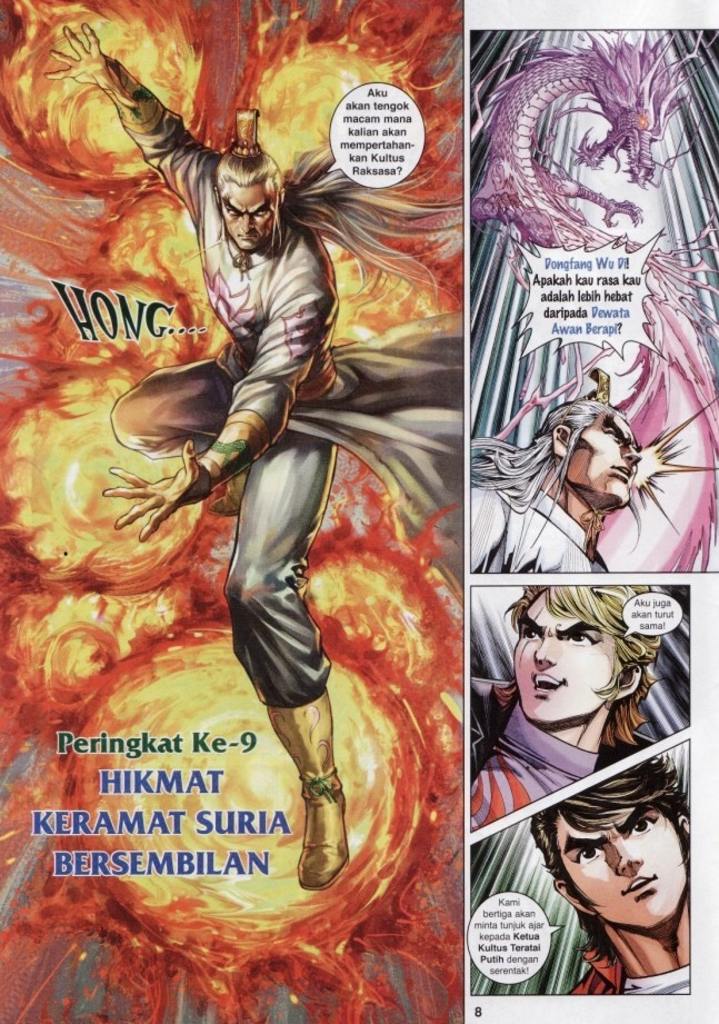 Aku
akan tengok
macam mana
kalian akan
mempertahan-
kan Kultus
Raksasa?
HONG....
Peringkat Ke-9
HIKMAT
KERAMAT SURIA
BERSEMBILAN
Dongfang Wu Di!
Apakah kau rasa kau
adalah lebih hebat
daripada Dewata
Awan Berapi?
Aku juga
akan turut
sama!
Kami
bertiga akan
minta tunjuk ajar
kepada Ketua
Kultus Teratai
Putih dengan
serentak!
8